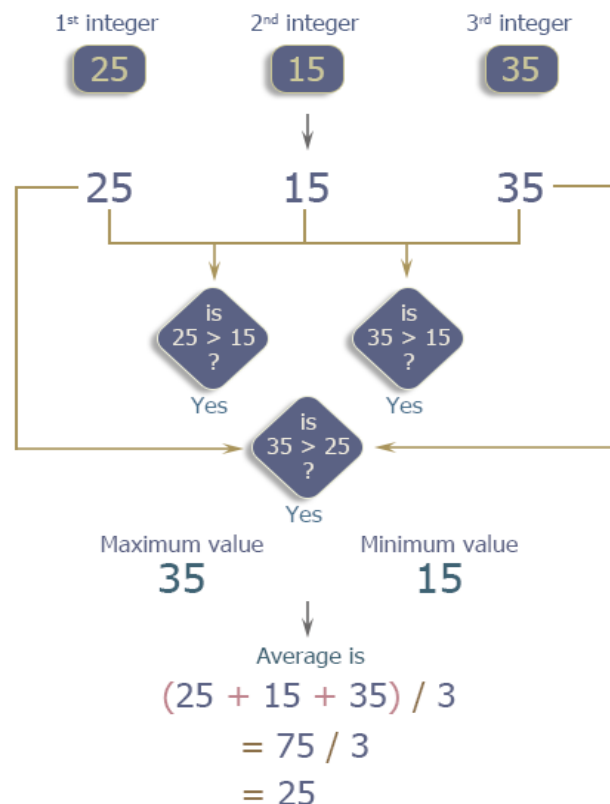 1st integer 2nd integer 3rd integer
25 15 35
25 15 35
is is
25 > 15 35 > 15
? ?
Yes Yes
is
35 > 25
?
Yes
Maximum value Minimum value
35 15
Average is
(25 + 15 + 35) / 3
= 75 / 3
= 25